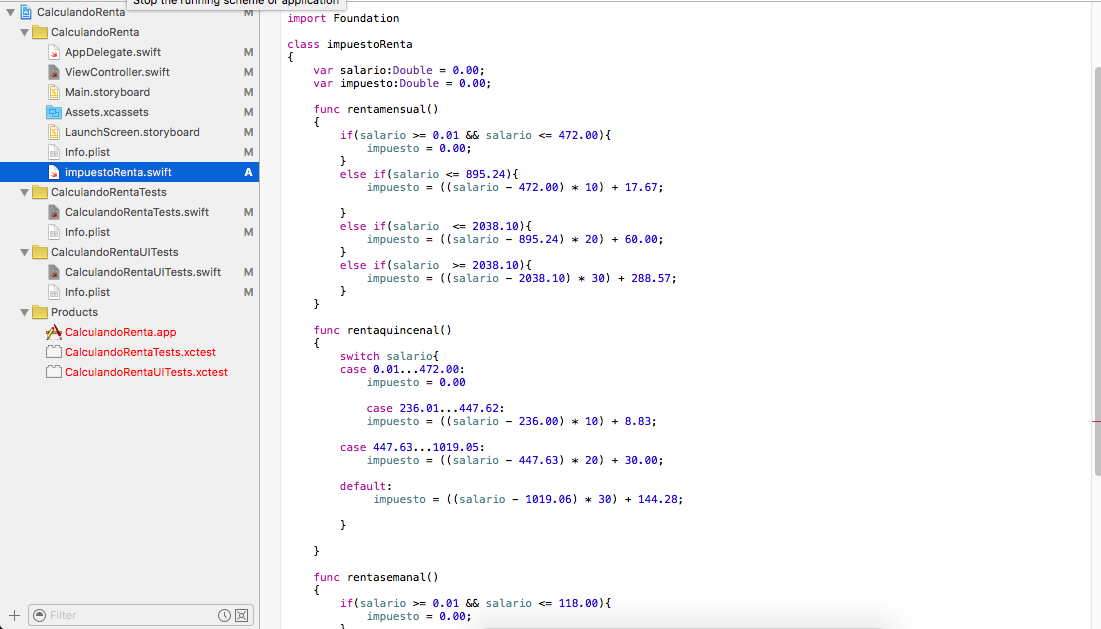 Stop the running scheme or application
CalculandoRenta M
CalculandoRenta
AppDelegate.swift M
ViewController.swift M
Main.storyboard M
Assets.xcassets M
LaunchScreen.storyboard M
Info.plist M
impuestoRenta.swift A
CalculandoRentaTests
CalculandoRentaTests.swift M
Info.plist M
CalculandoRentaUITests
CalculandoRentaUITests.swift M
Info.plist M
Products
CalculandoRenta.app
CalculandoRentaTests.xctest
CalculandoRentaUITests.xctest
Filter
import Foundation
class impuestoRenta
{
var salario:Double = 0.00;
var impuesto:Double = 0.00;
func rentamensual()
{
if(salario >= 0.01 && salario <= 472.00){
impuesto = 0.00;
}
else if(salario <= 895.24){
impuesto = ((salario - 472.00) * 10) + 17.67;
}
else if(salario  <= 2038.10){
impuesto = ((salario - 895.24) * 20) + 60.00;
}
else if(salario  >= 2038.10){
impuesto = ((salario - 2038.10) * 30) + 288.57;
}
}
func rentaquincenal()
{
switch salario{
case 0.01...472.00:
impuesto = 0.00
case 236.01...447.62:
impuesto = ((salario - 236.00) * 10) + 8.83;
case 447.63...1019.05:
impuesto = ((salario - 447.63) * 20) + 30.00;
default:
impuesto = ((salario - 1019.06) * 30) + 144.28;
}
}
func rentasemanal()
{
if(salario >= 0.01 && salario <= 118.00){
impuesto = 0.00;
}